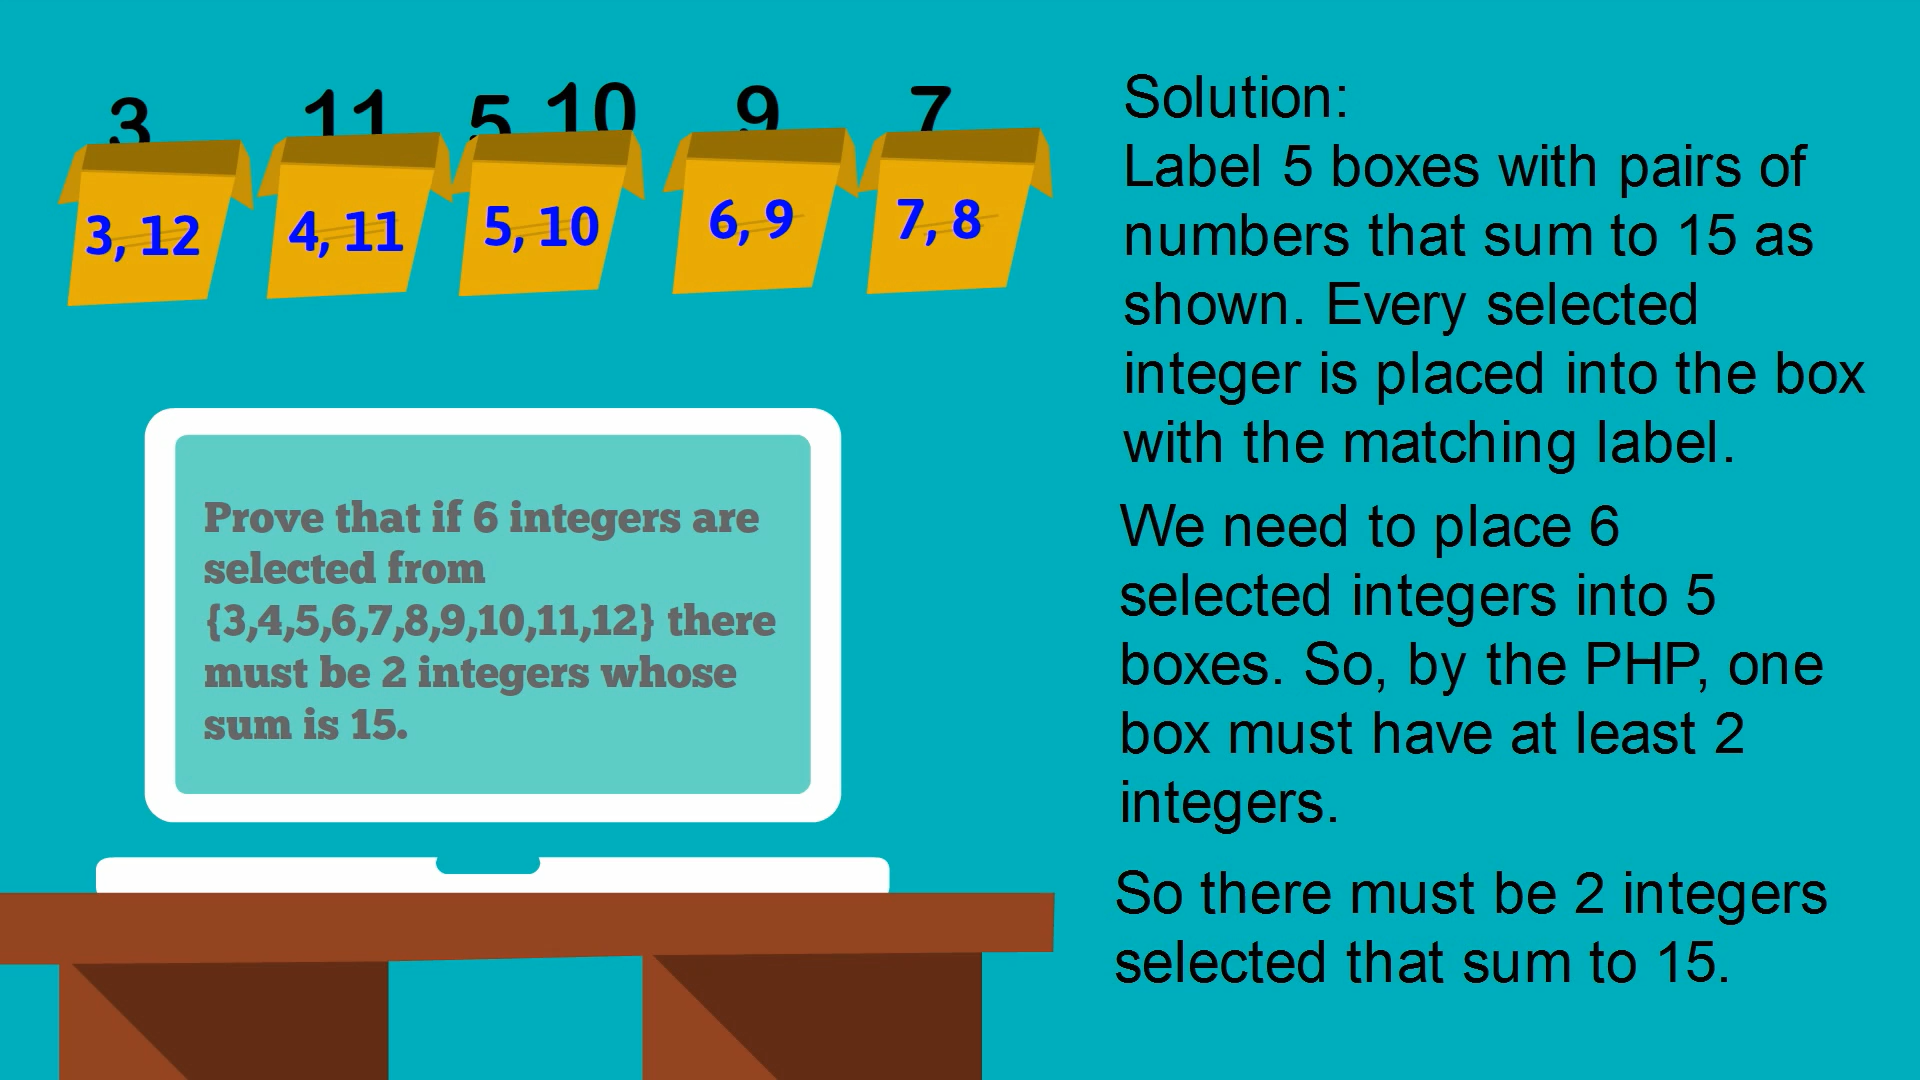 3 11 5 10 9 7
3, 12 4, 11 5, 10 6, 9 7, 8
Prove that if 6 integers are
selected from
{3,4,5,6,7,8,9,10,11,12} there
must be 2 integers whose
sum is 15.
Solution:
Label 5 boxes with pairs of
numbers that sum to 15 as
shown. Every selected
integer is placed into the box
with the matching label.
We need to place 6
selected integers into 5
boxes. So, by the PHP, one
box must have at least 2
integers.
So there must be 2 integers
selected that sum to 15.